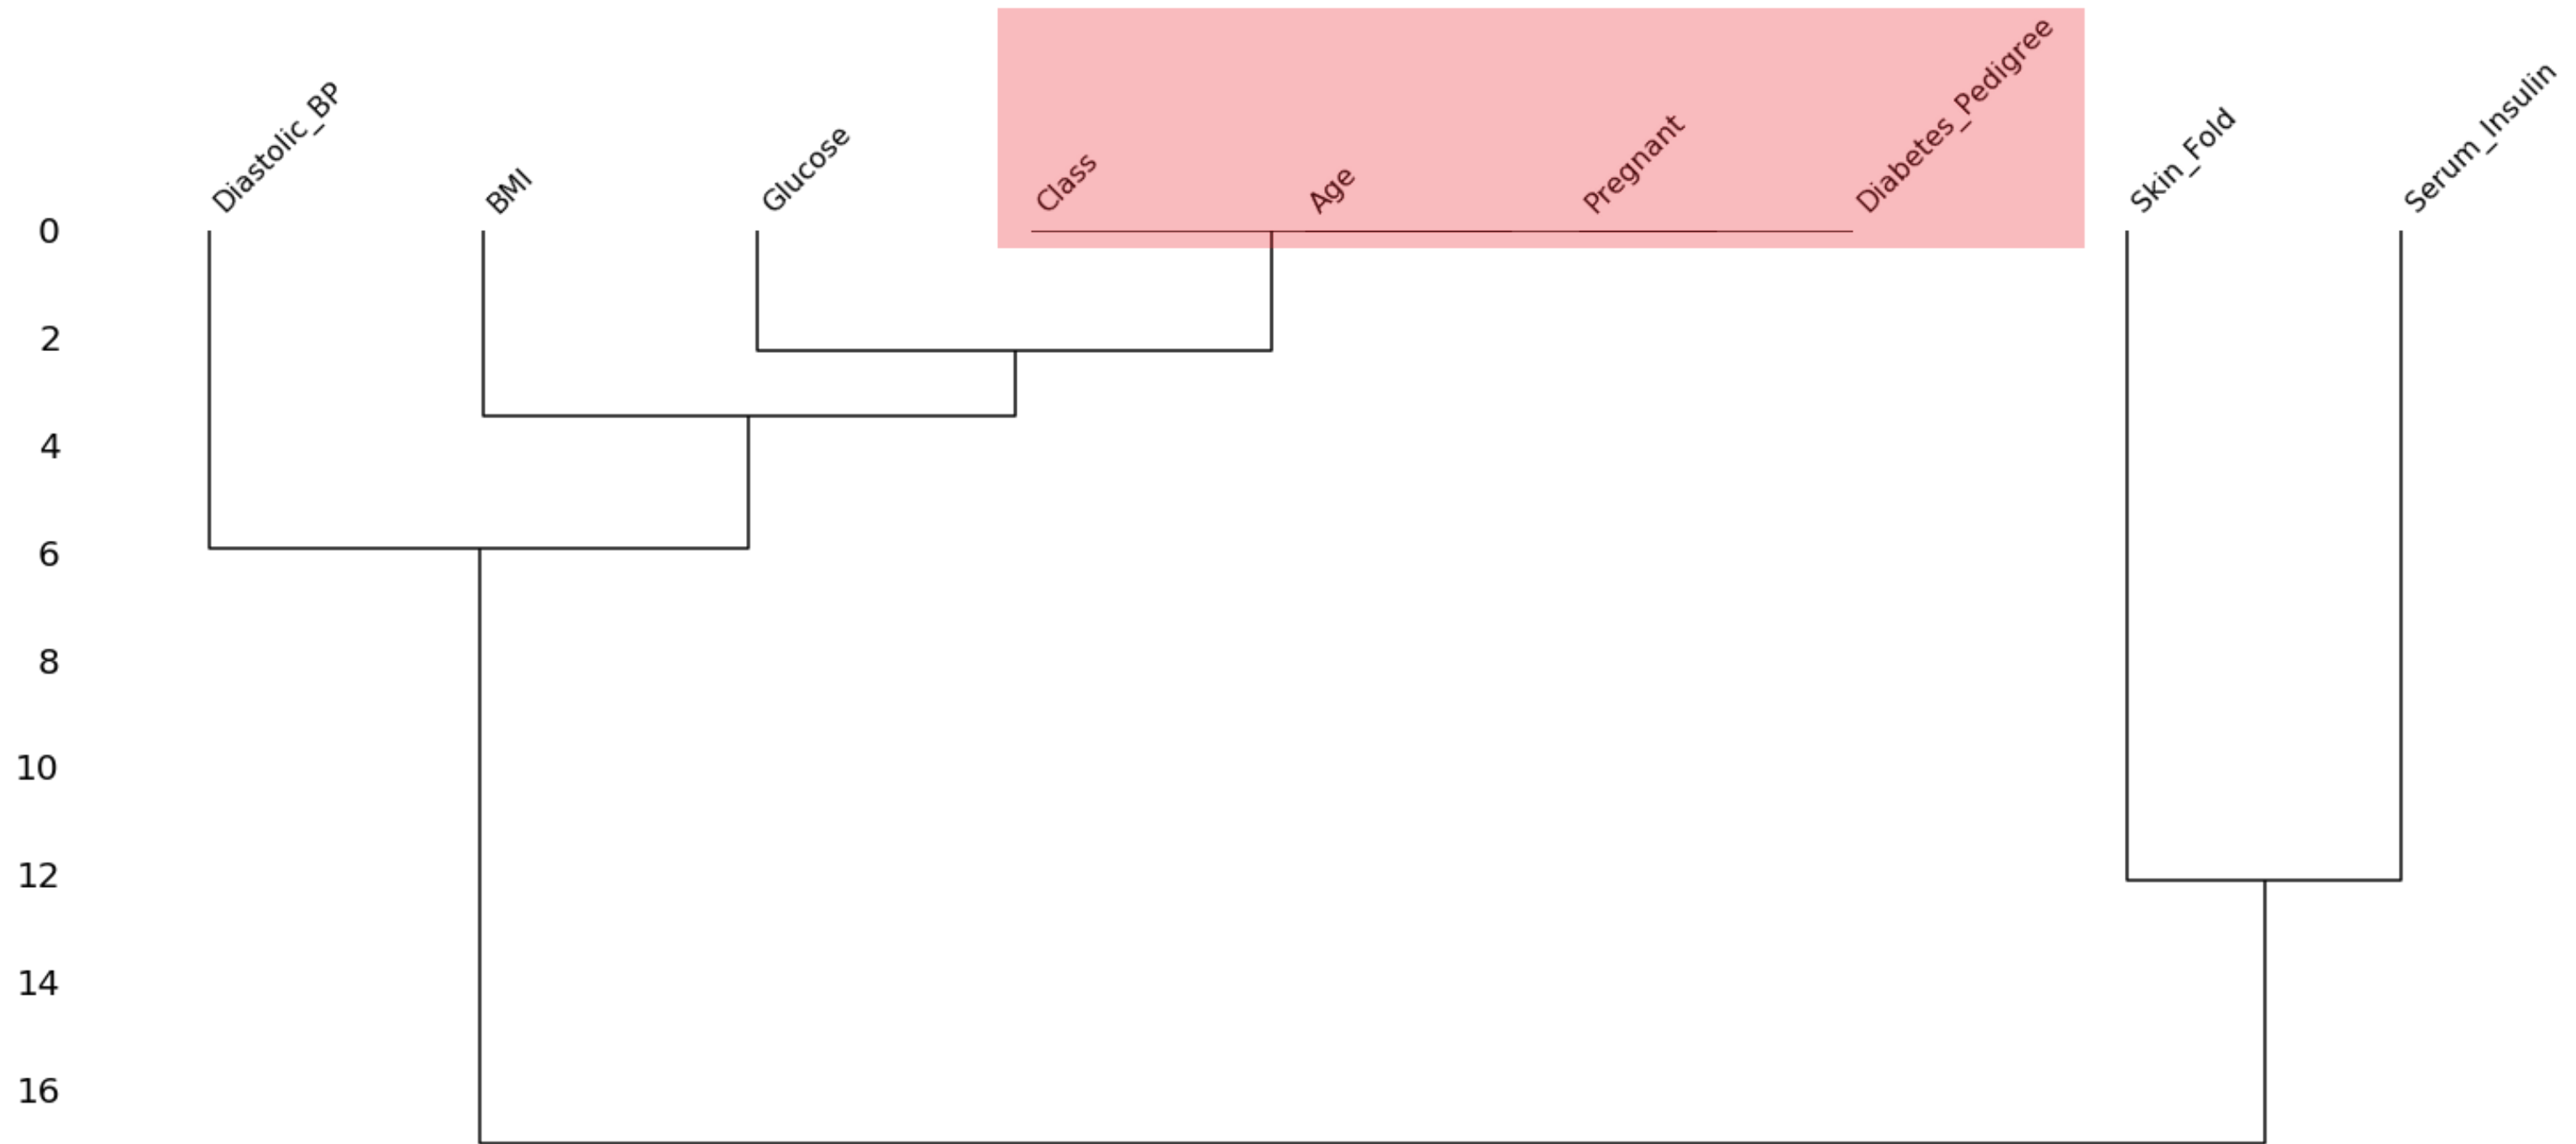 Diastolic_BP
BMI
Glucose
Class
Age
Pregnant
Diabetes_Pedigree
Skin_Fold
Serum_Insulin
0
2
4
6
8
10
12
14
16